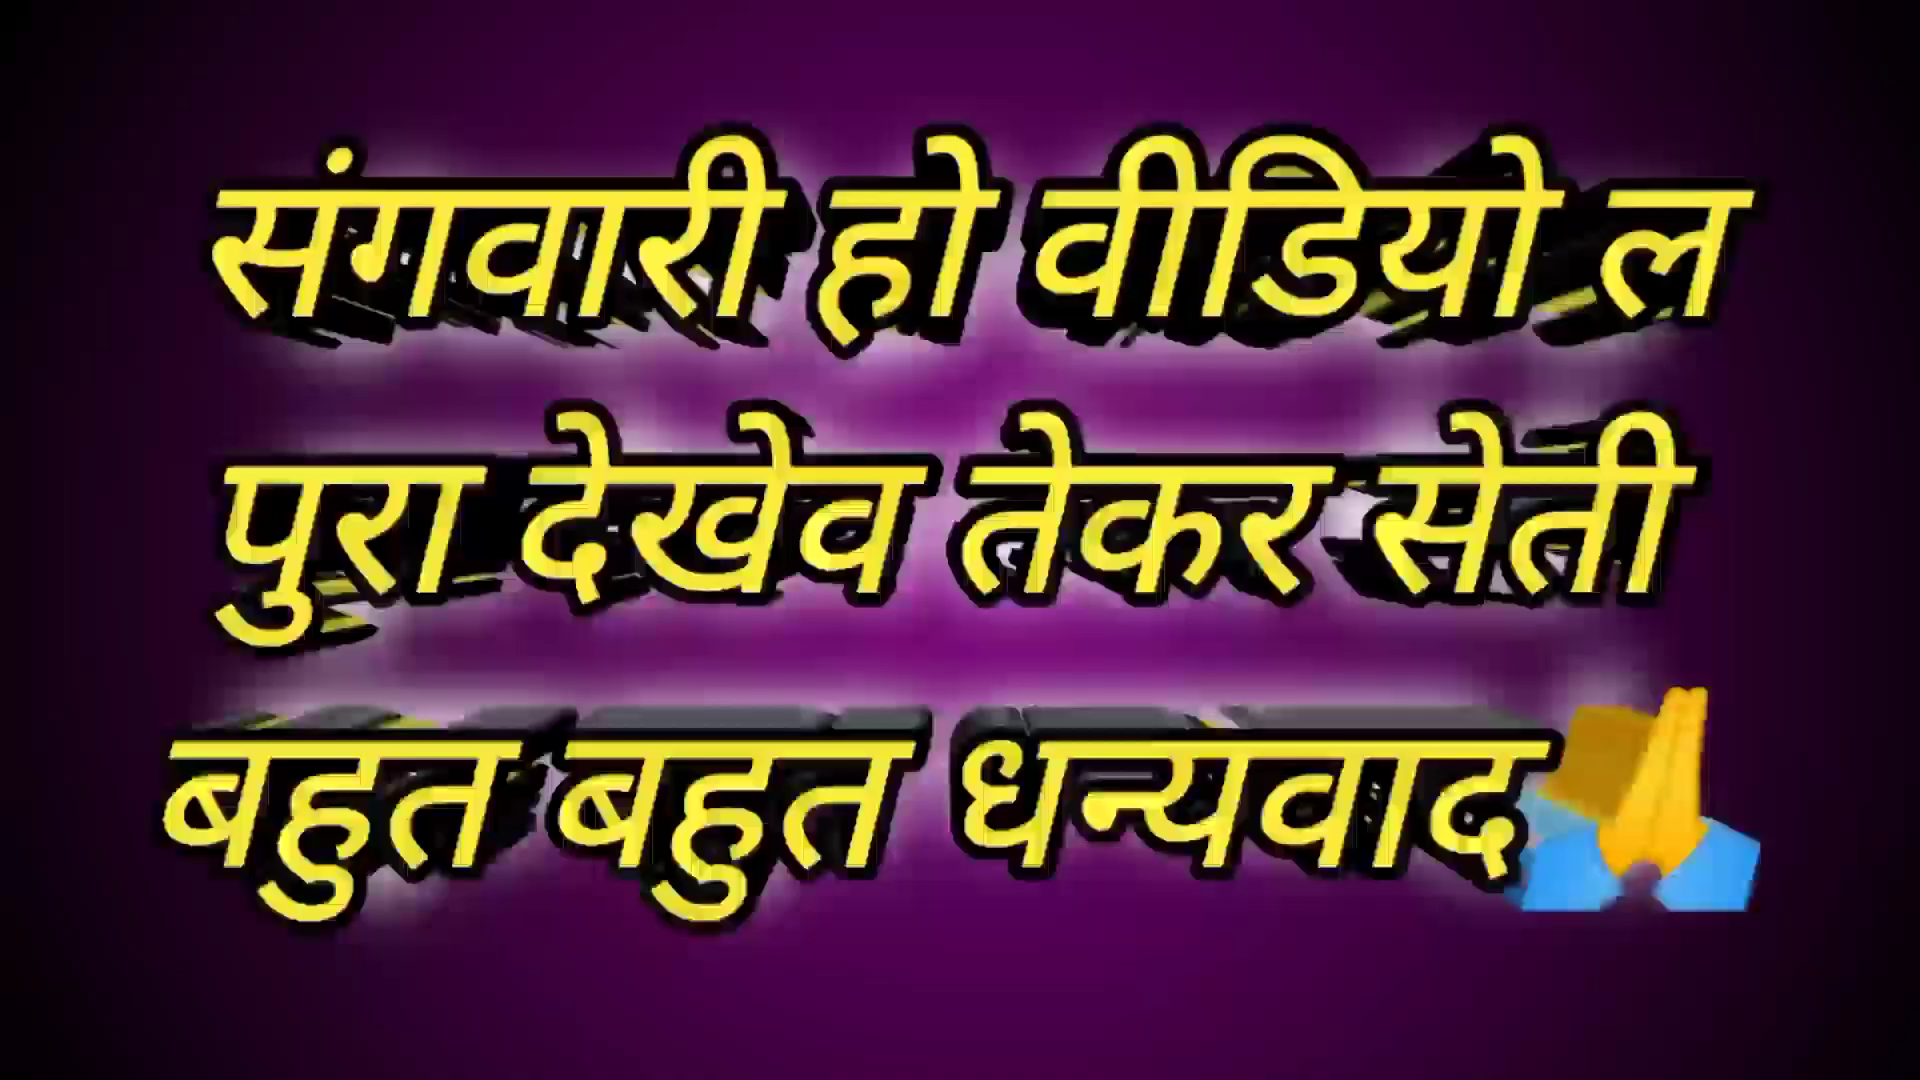 संगवारी हो वीडियो ल
पुरा देखेव तेकर सेती
बहुत बहुत धन्यवाद🙏